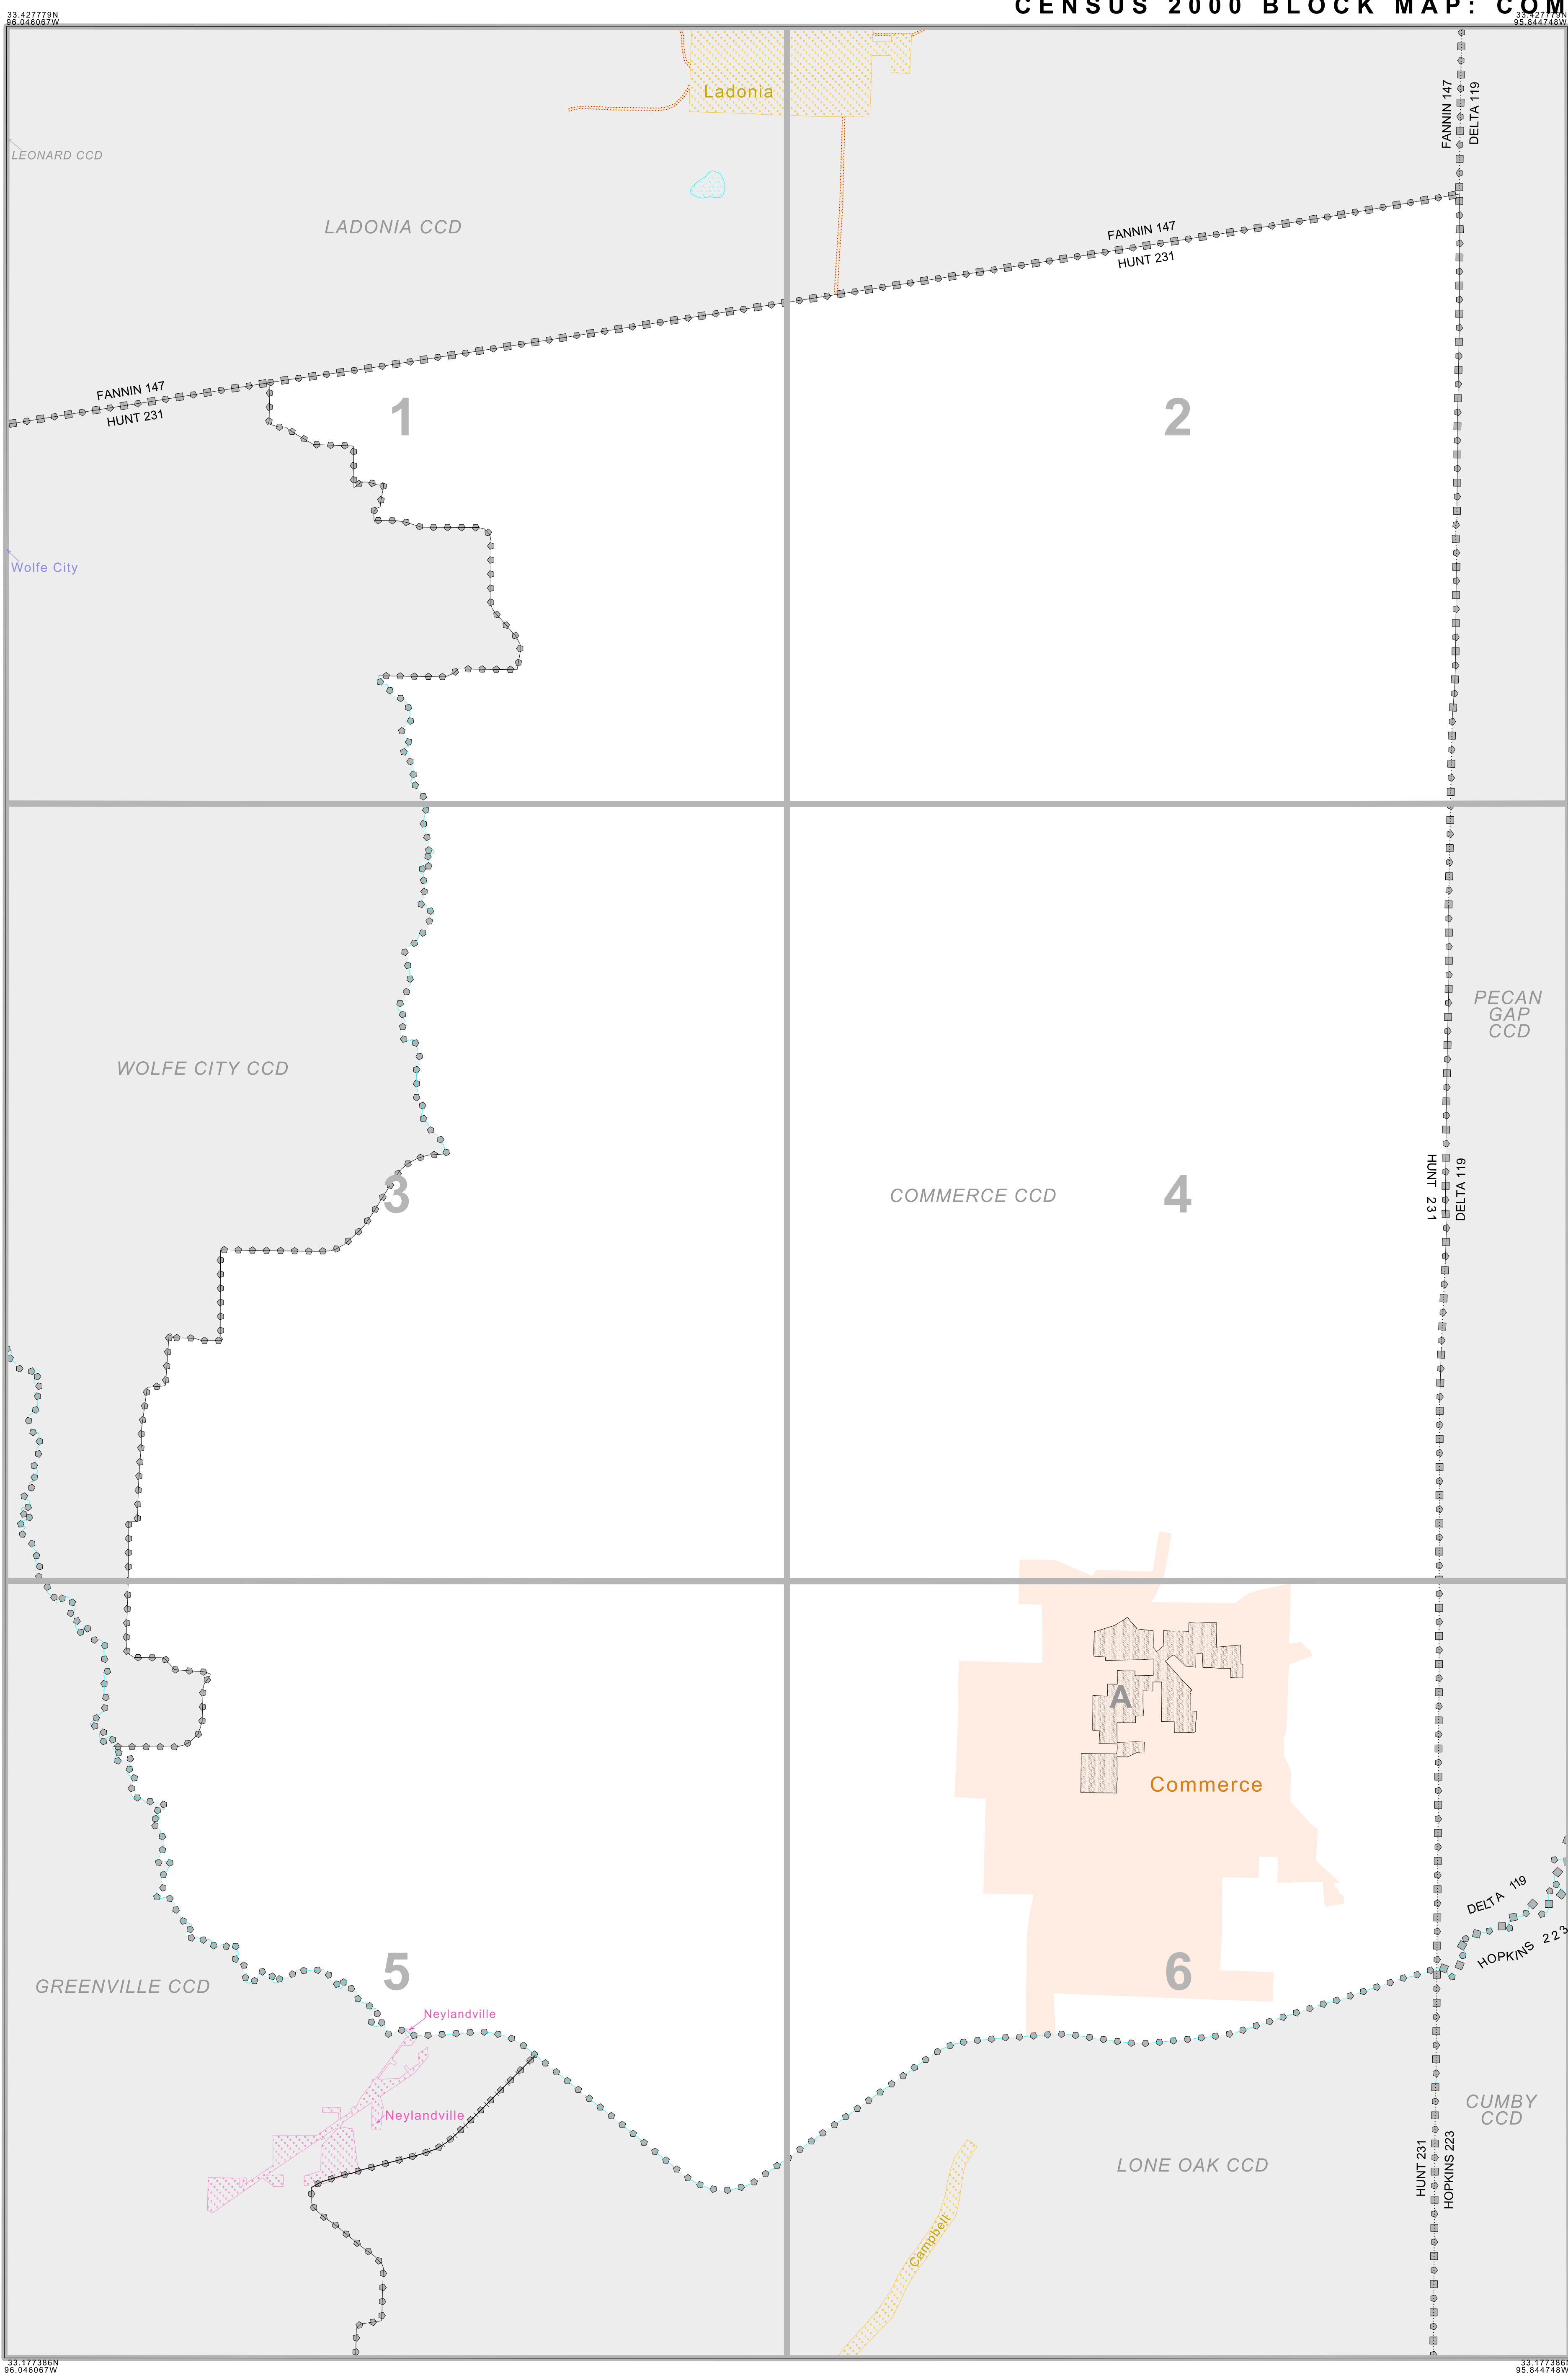 CENSUS 2000 BLOCK MAP: COM
33.427779N
96.046067W
33.427779N
95.844748W
Ladonia
FANNIN 147
DELTA 119
LEONARD CCD
LADONIA CCD
FANNIN 147
HUNT 231
FANNIN 147
HUNT 231
1
2
Wolfe City
PECAN
GAP
CCD
WOLFE CITY CCD
3
COMMERCE CCD
4
HUNT 231
DELTA 119
A
Commerce
DELTA 119
HOPKINS 223
GREENVILLE CCD
5
6
Neylandville
Neylandville
CUMBY
CCD
LONE OAK CCD
HUNT 231
HOPKINS 223
Campbell
33.177386N
96.046067W
33.177386N
95.844748W